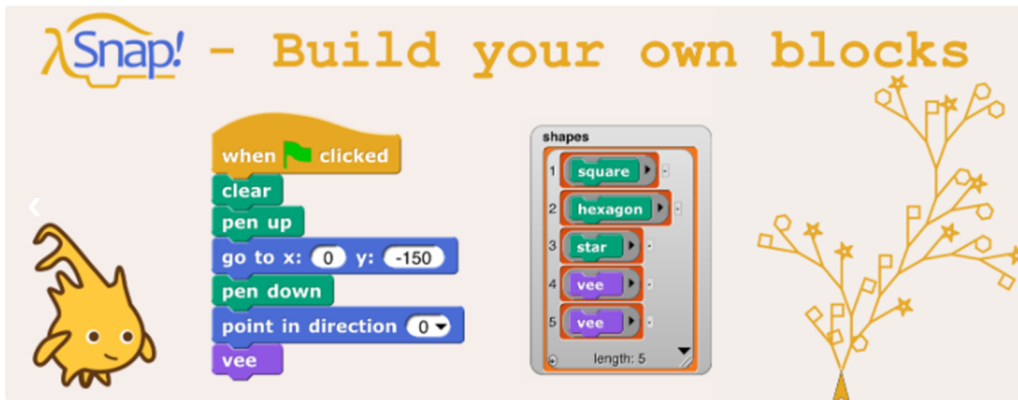 λSnap! - Build your own blocks
when clicked
clear
pen up
go to x: 0 y: -150
pen down
point in direction 0
vee
shapes
1 square
2 hexagon
3 star
4 vee
5 vee
length: 5